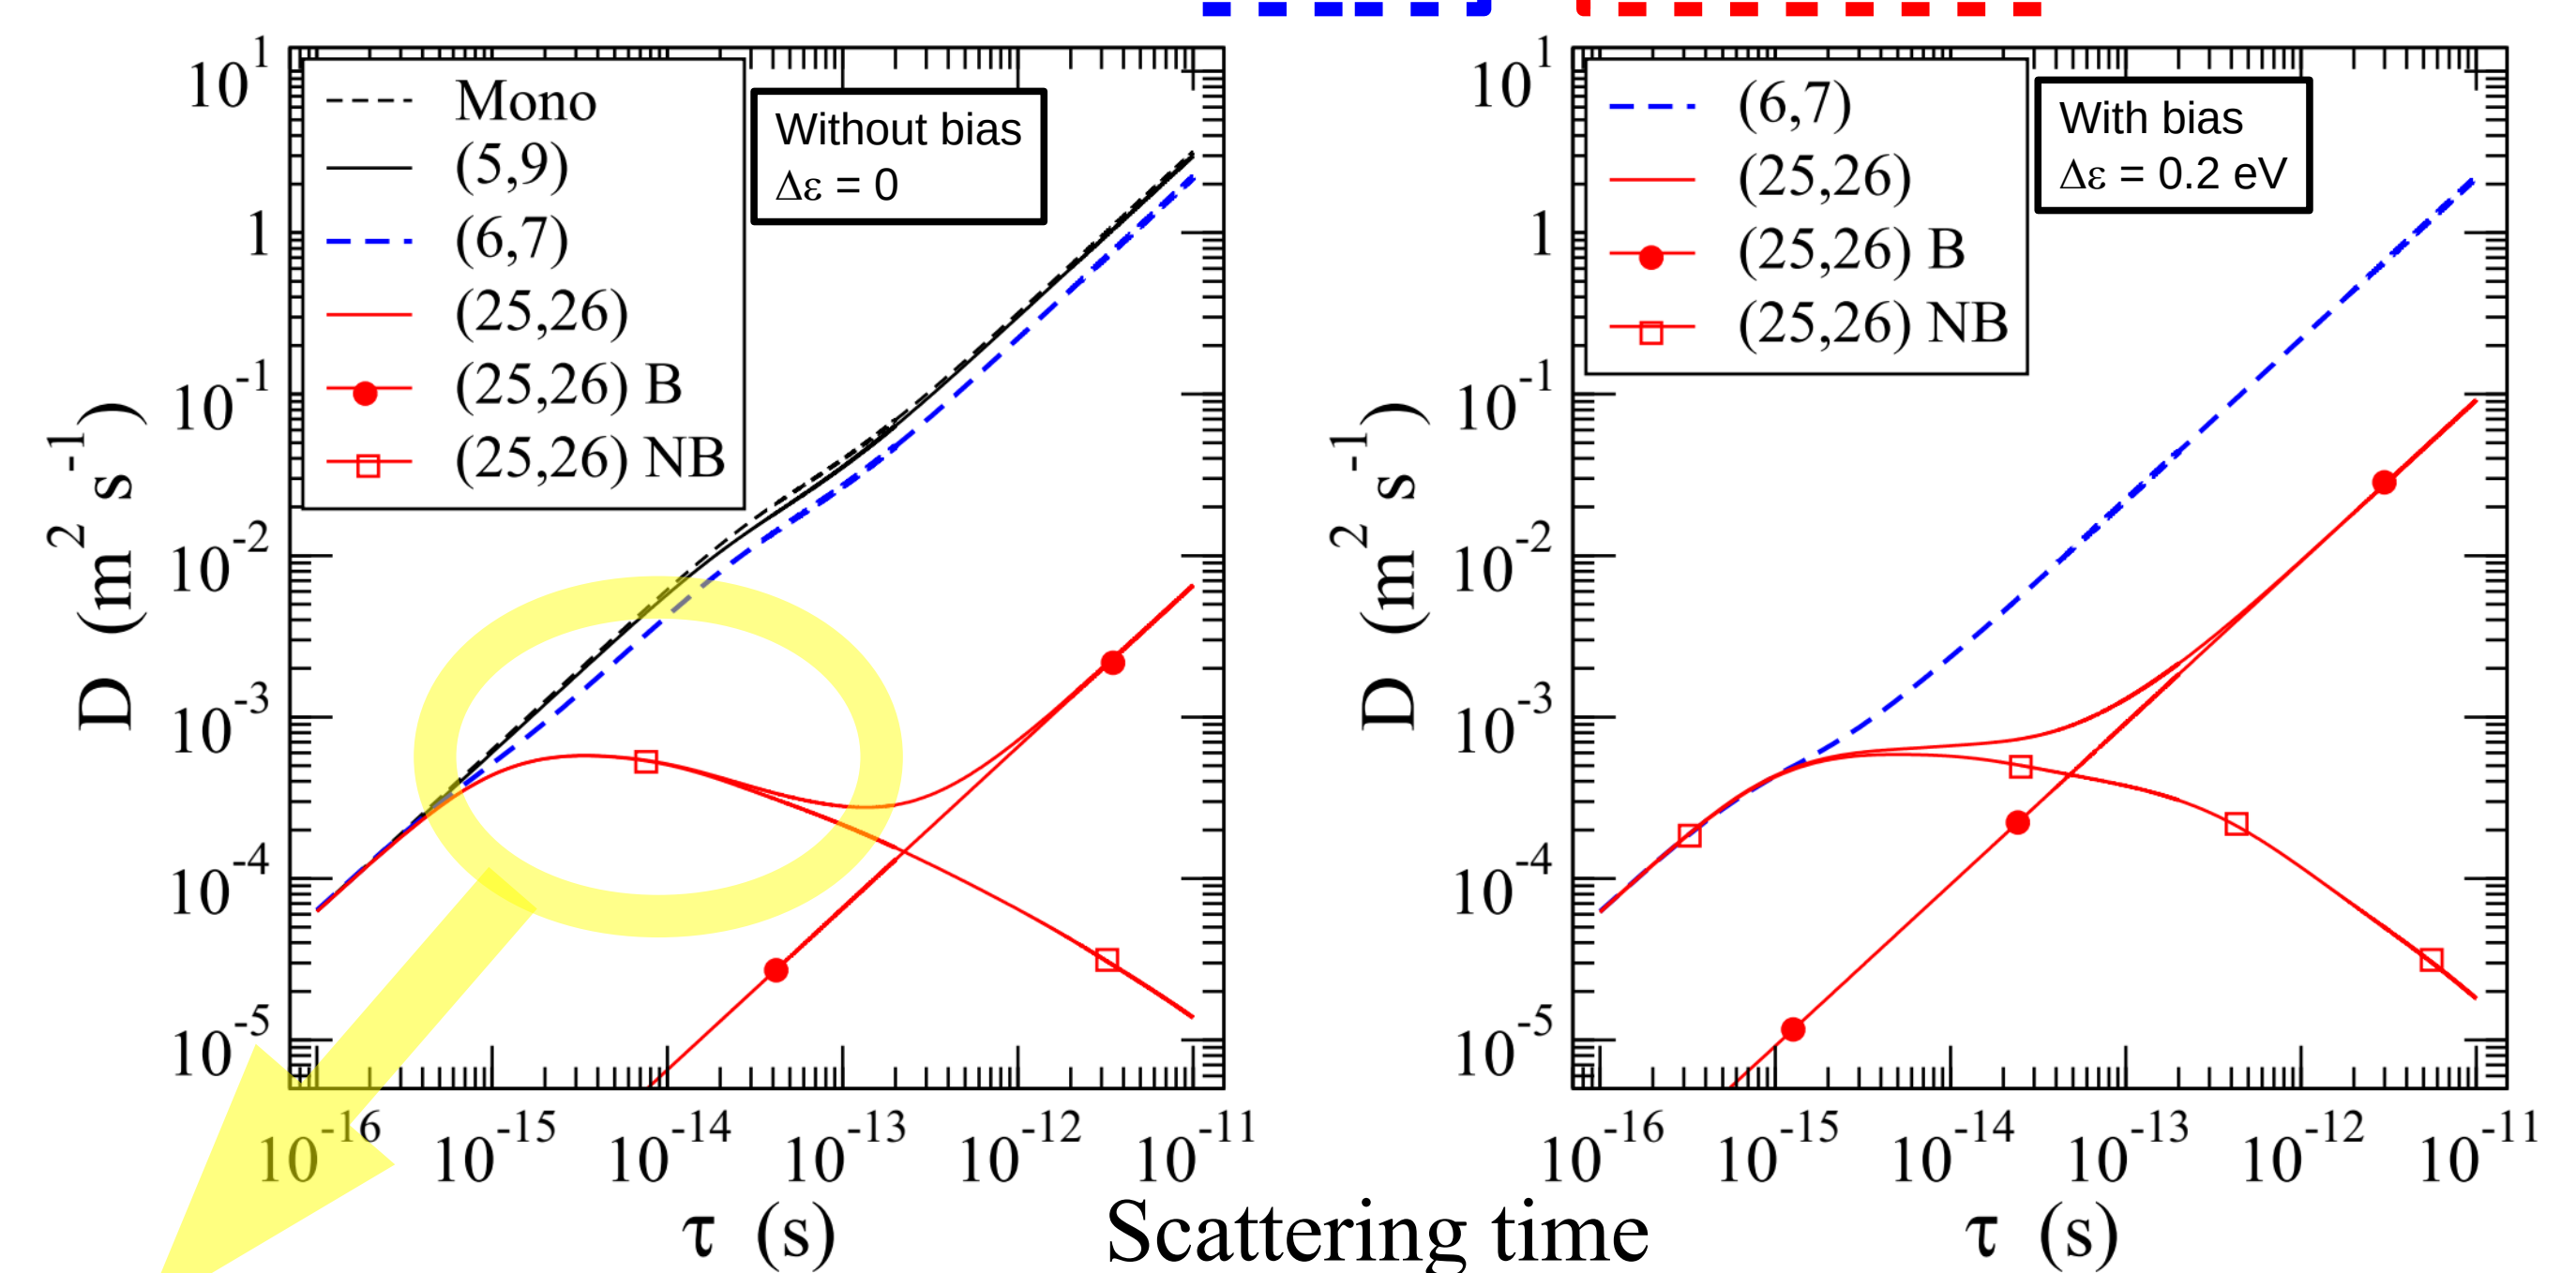 Mono
(5,9)
(6,7)
(25,26)
(25,26) B
(25,26) NB
Without bias
Δε = 0
10^1
1
10^-1
10^-2
10^-3
10^-4
10^-5
D (m^2 s^-1)
10^-16 10^-15 10^-14 10^-13 10^-12 10^-11
τ (s)
(6,7)
(25,26)
(25,26) B
(25,26) NB
With bias
Δε = 0.2 eV
10^1
1
10^-1
10^-2
10^-3
10^-4
10^-5
D (m^2 s^-1)
10^-16 10^-15 10^-14 10^-13 10^-12 10^-11
τ (s)
Scattering time